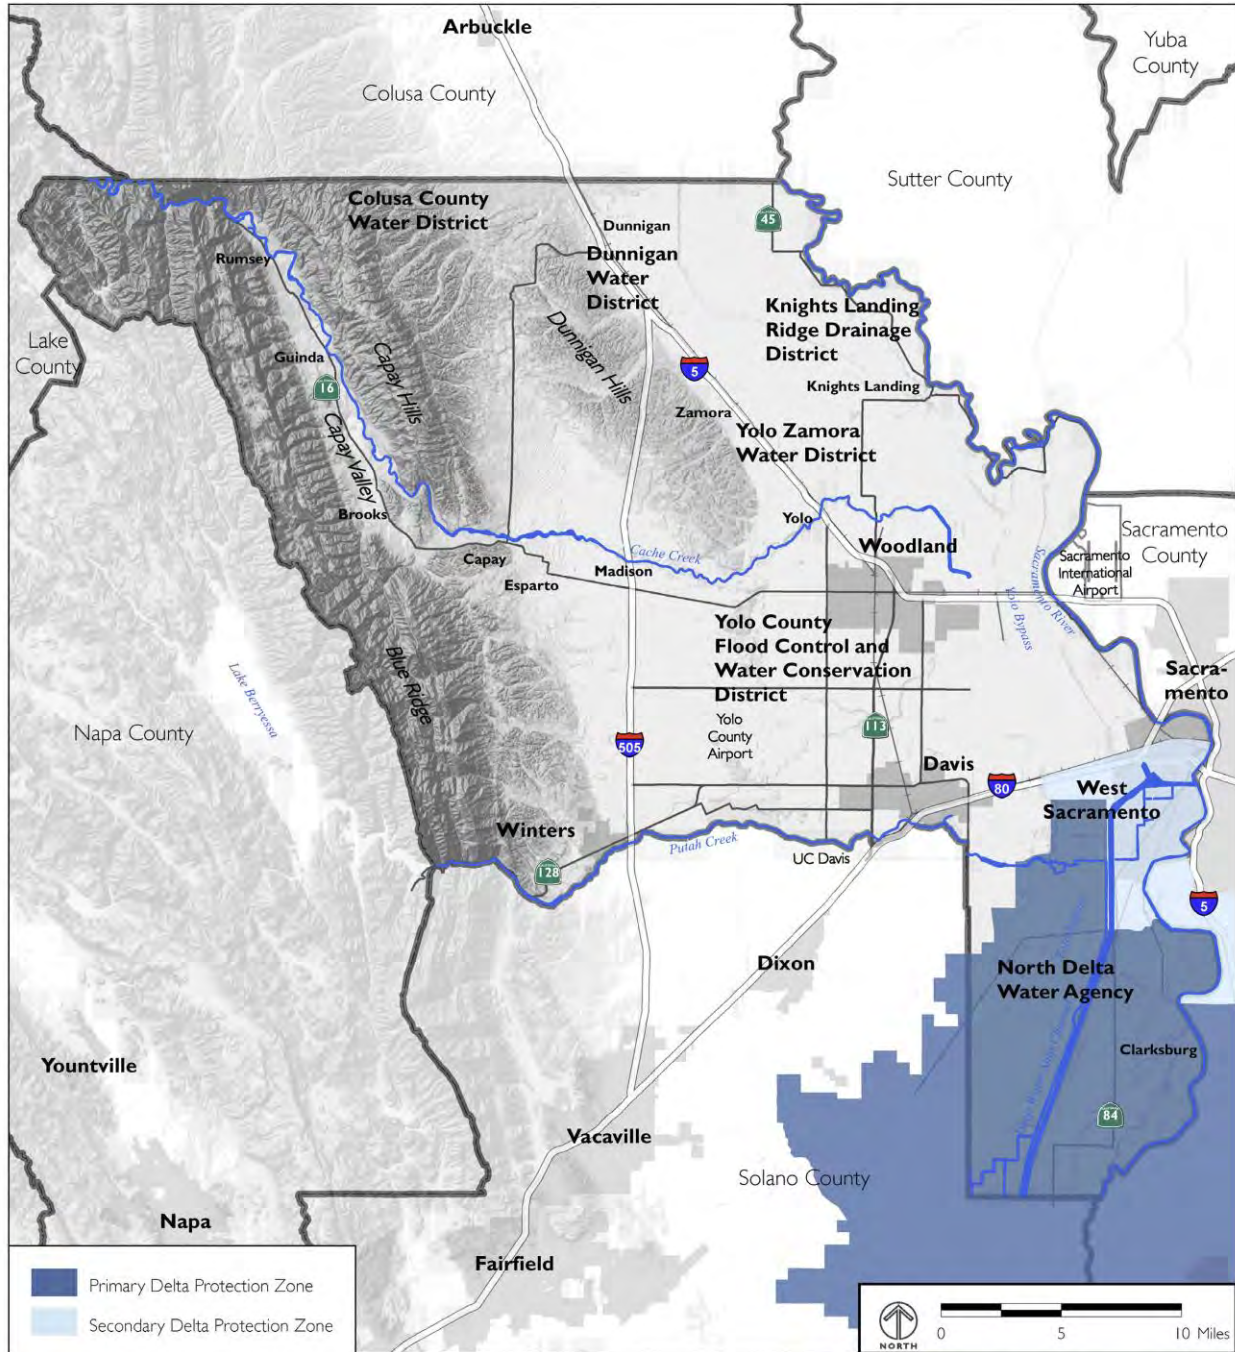 Arbuckle
Yuba
County
Colusa County
Sutter County
Colusa County
Water District
45
Dunnigan
Dunnigan
Water
District
Rumsey
Knights Landing
Ridge Drainage
District
Lake
County
Guinda
16
Capay Hills
Dunnigan Hills
5
Knights Landing
Zamora
Yolo Zamora
Water District
Capay Valley
Brooks
Yolo
Woodland
Sacramento
County
Cache Creek
Capay
Madison
Esparto
Sacramento
International
Airport
Sacramento River
Yolo Bypass
Yolo County
Flood Control and
Water Conservation
District
Blue Ridge
Lake Berryessa
Sacra-
mento
Napa County
Yolo
County
Airport
505
113
Davis
80
West
Sacramento
Winters
Putah Creek
UC Davis
128
5
Dixon
North Delta
Water Agency
Clarksburg
Yountville
84
Vacaville
Solano County
Napa
Fairfield
Primary Delta Protection Zone
Secondary Delta Protection Zone
NORTH
0 5 10 Miles